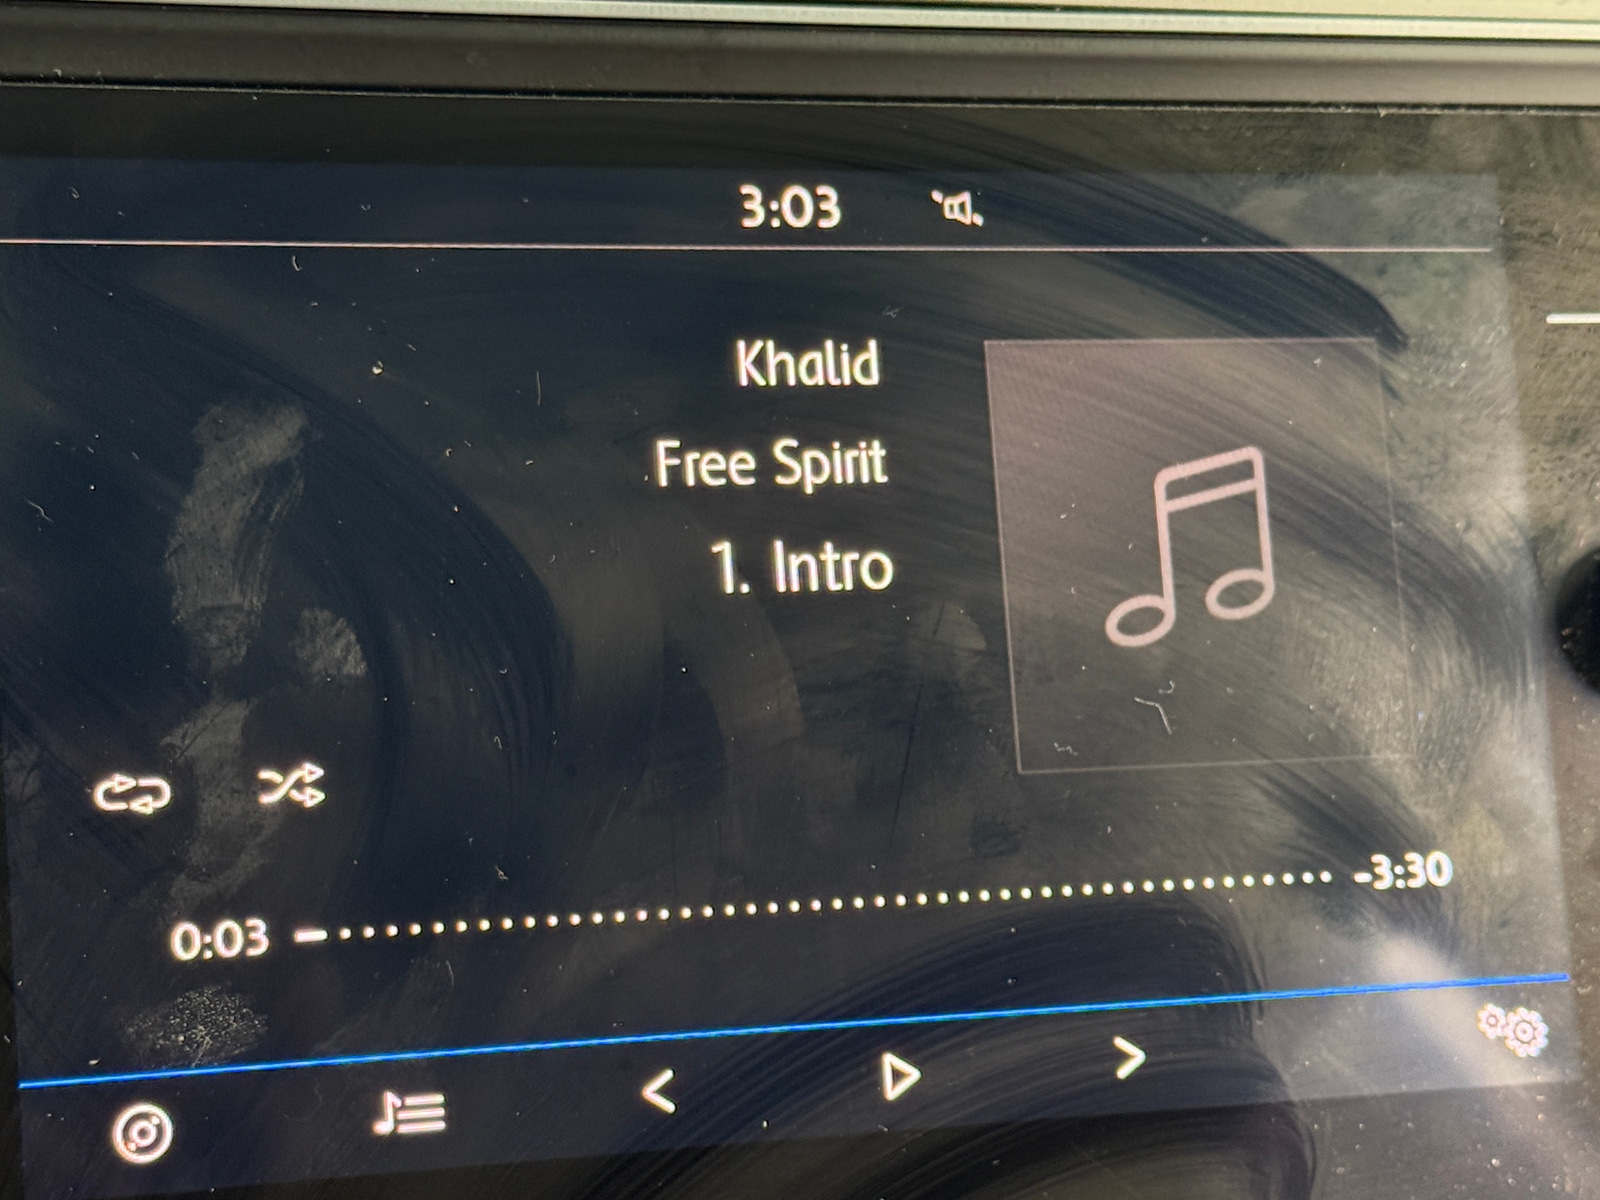 3:03
Khalid
Free Spirit
1. Intro
0:03
-3:30